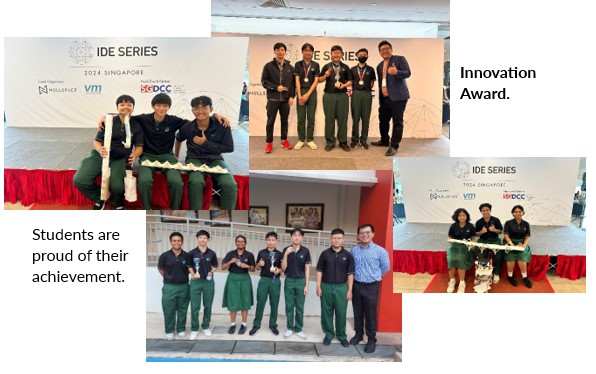 IDE SERIES
2024 SINGAPORE
NULLSPACE
vm
SGDCC
IDE SERIES
Innovation
Award.
IDE SERIES
2024 SINGAPORE
NULLSPACE
vm
SGDCC
Students are
proud of their
achievement.